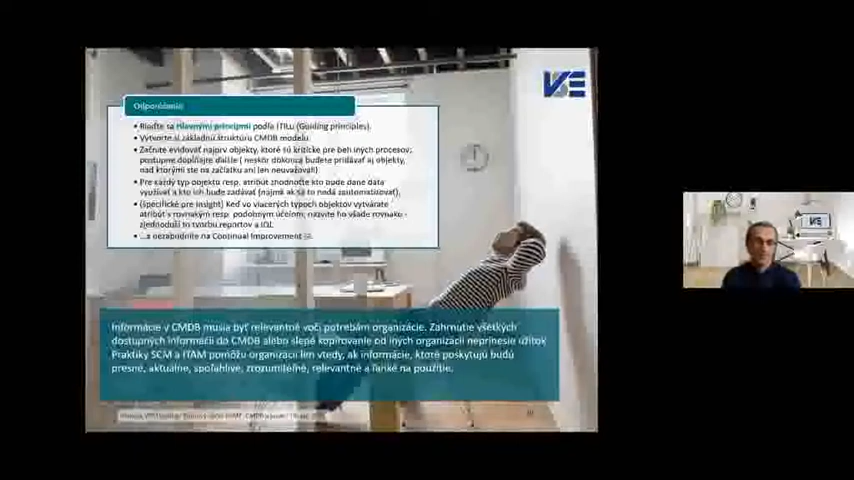 Odporúčania
• Riaďte sa hlavnými princípmi podľa ITILu (Guiding principles).
• Vytvorte si základnú štruktúru CMDB modelu.
• Začnite evidovať najprv objekty, ktoré sú kritické pre beh iných procesov,
postupne dopĺňajte ďalšie ( neskôr dokonca budete pridávať aj objekty,
nad ktorými ste na začiatku ani len neuvažovali)
• Pre každý typ objektu resp. atribút zhodnoťte kto bude dané dáta
využívať a kto ich bude zadávať (najmä ak sa to nedá zautomatizovať).
• (špecifické pre Insight) Keď vo viacerých typoch objektov vytvárate
atribút s rovnakým resp. podobným účelom, nazvite ho všade rovnako -
zjednoduší to tvorbu reportov a IQL
• ...a nezabudnite na Continual Improvement
Informácie v CMDB musia byť relevantné voči potrebám organizácie. Zahrnutie všetkých
dostupných informácií do CMDB alebo slepé kopírovanie od iných organizácií neprinesie úžitok
Praktiky SCM a ITAM pomôžu organizácii len vtedy, ak informácie, ktoré poskytujú budú
presné, aktuálne, spoľahlivé, zrozumiteľné, relevantné a ľahké na použitie.